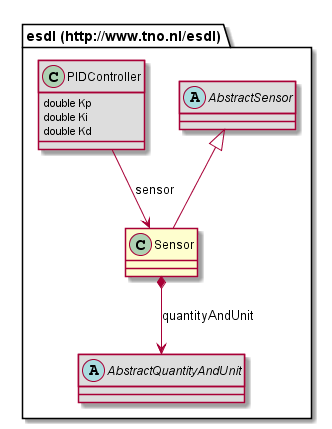 esdl (http://www.tno.nl/esdl)
C PIDController
double Kp
double Ki
double Kd
A AbstractSensor
sensor
C Sensor
quantityAndUnit
A AbstractQuantityAndUnit